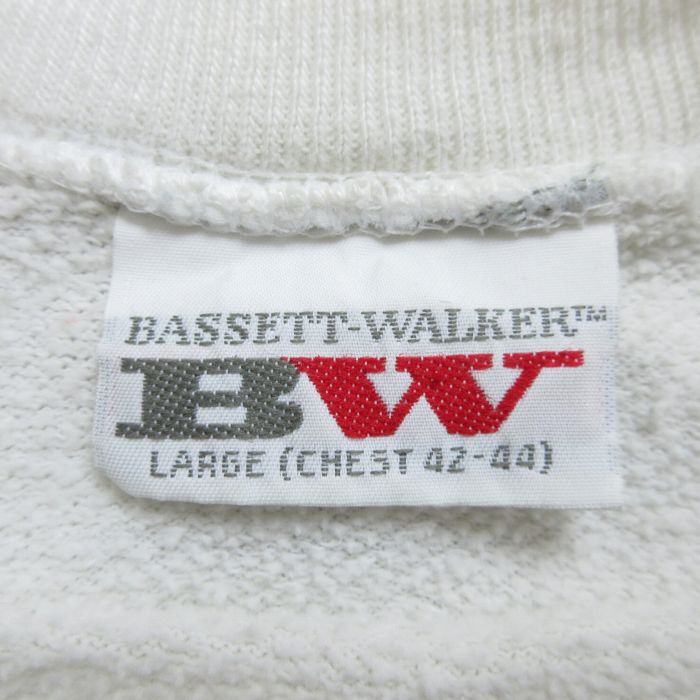 BASSETT-WALKER™
BW
LARGE (CHEST 42-44)